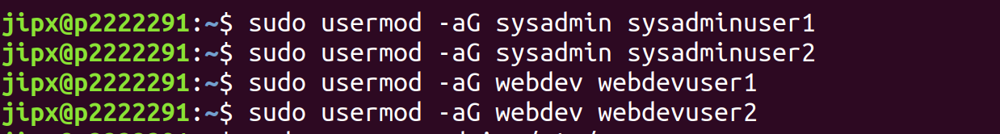 jipx@p2222291:~$ sudo usermod -aG sysadmin sysadminuser1
jipx@p2222291:~$ sudo usermod -aG sysadmin sysadminuser2
jipx@p2222291:~$ sudo usermod -aG webdev webdevuser1
jipx@p2222291:~$ sudo usermod -aG webdev webdevuser2